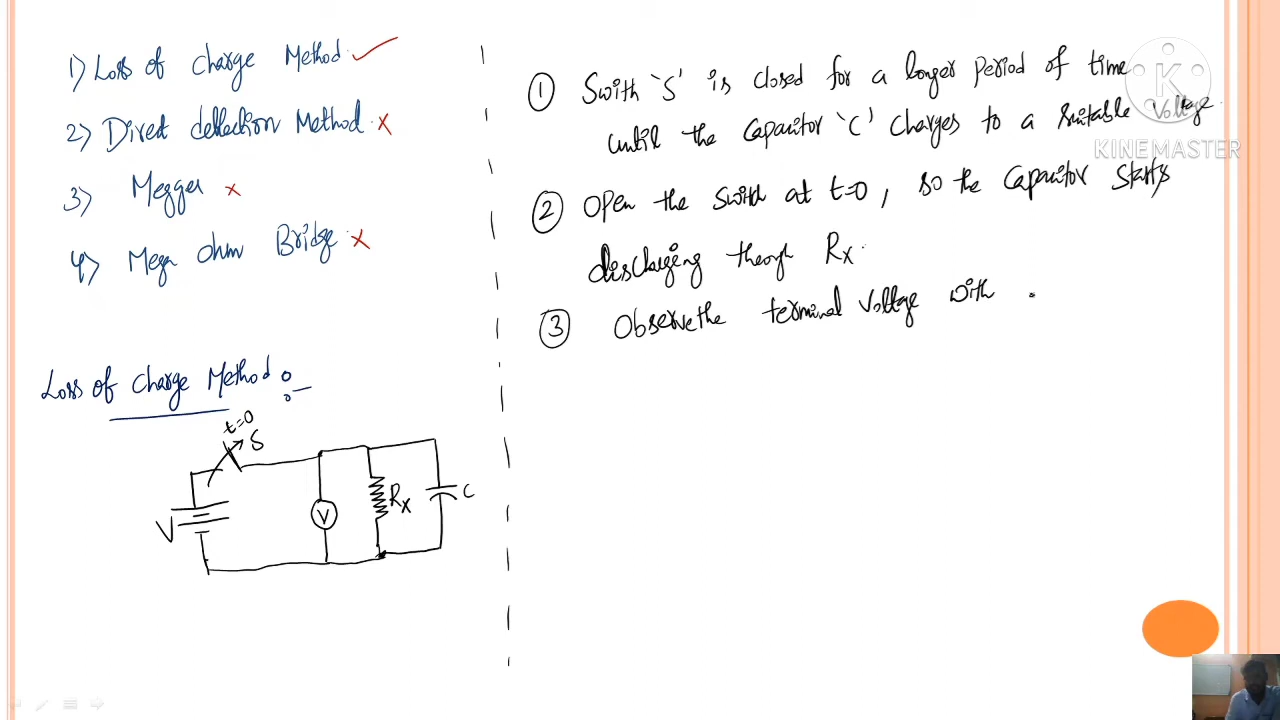 1) Loss of charge Method.
2) Direct deflection Method
3) Megger
4) Mega ohm Bridge
Loss of Charge Method :-
t=0
S
V
V
Rx
C
① Swith 'S' is closed for a longer period of time
until the Capacitor 'C' Charges to a Suitable Voltage.
② Open the Switch at t=0, so the Capacitor Starts
discharging through Rx.
③ Observe the terminal Voltage with
K
KINEMASTER